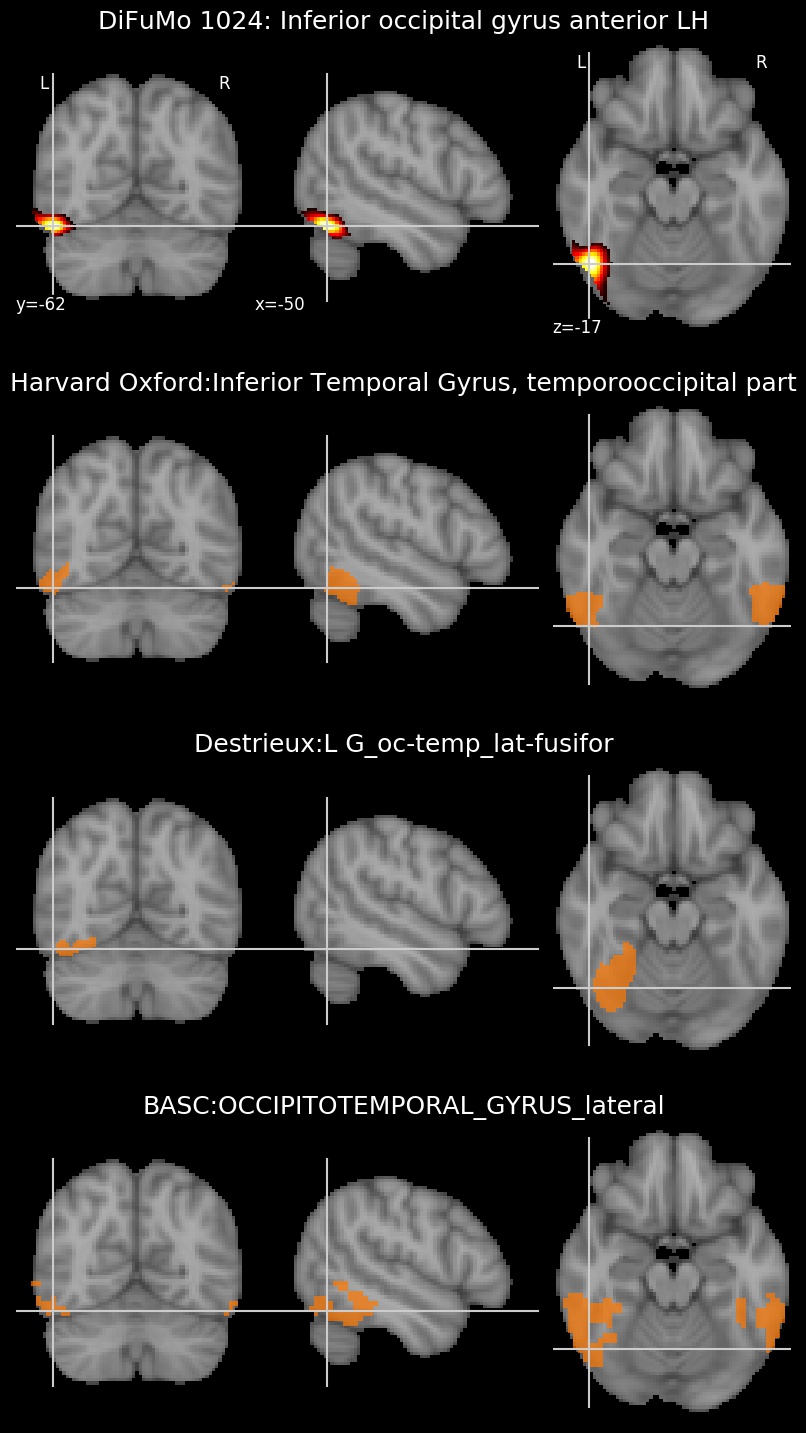 DiFuMo 1024: Inferior occipital gyrus anterior LH
L R L R
y=-62 x=-50 z=-17
Harvard Oxford:Inferior Temporal Gyrus, temporooccipital part
Destrieux:L G_oc-temp_lat-fusifor
BASC:OCCIPITOTEMPORAL_GYRUS_lateral